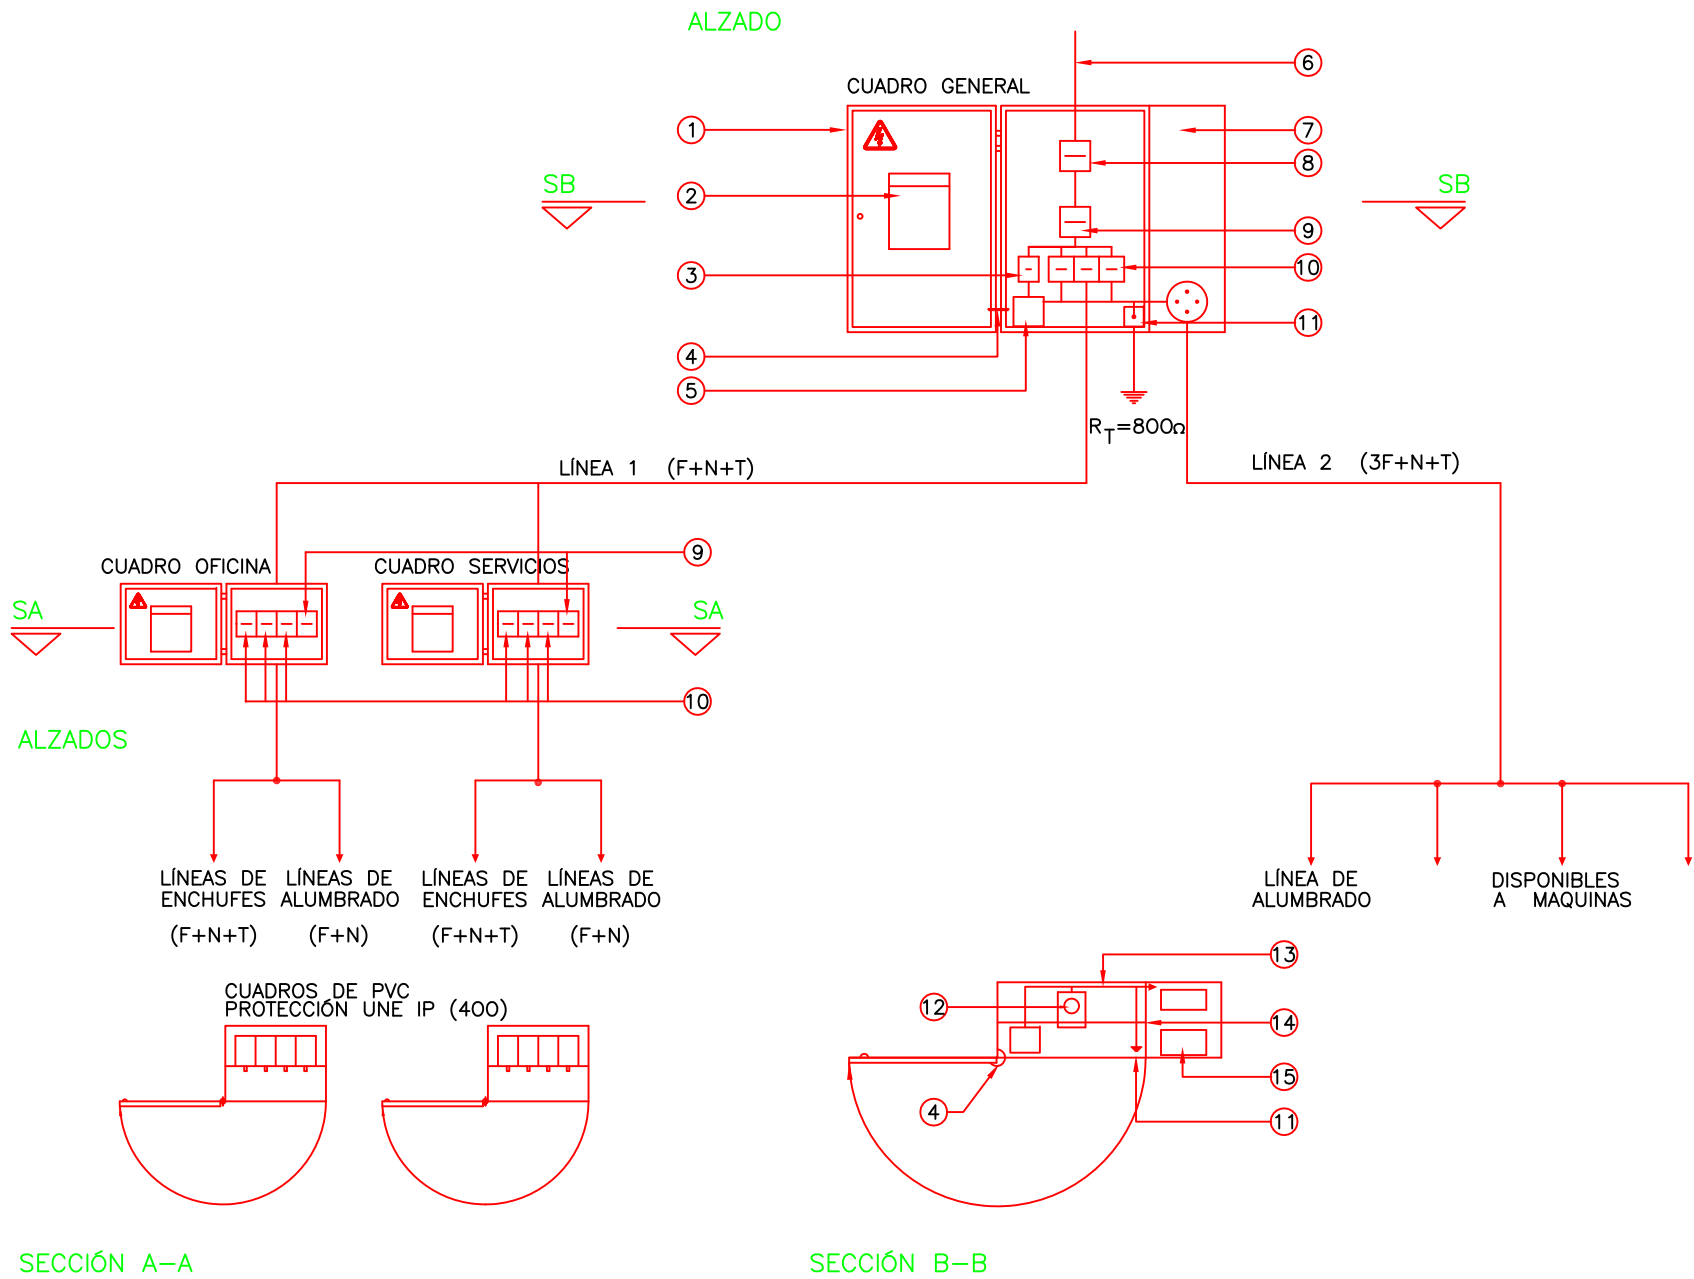 ALZADO
CUADRO GENERAL
1
2
3
4
5
6
7
8
9
10
11
SB
SB
R_T=800Ω
LÍNEA 1 (F+N+T)
LÍNEA 2 (3F+N+T)
9
CUADRO OFICINA
CUADRO SERVICIOS
SA
SA
10
ALZADOS
LÍNEAS DE
ENCHUFES
(F+N+T)
LÍNEAS DE
ALUMBRADO
(F+N)
LÍNEAS DE
ENCHUFES
(F+N+T)
LÍNEAS DE
ALUMBRADO
(F+N)
LÍNEA DE
ALUMBRADO
DISPONIBLES
A MAQUINAS
CUADROS DE PVC
PROTECCIÓN UNE IP (400)
12
4
13
14
15
11
SECCIÓN A-A
SECCIÓN B-B